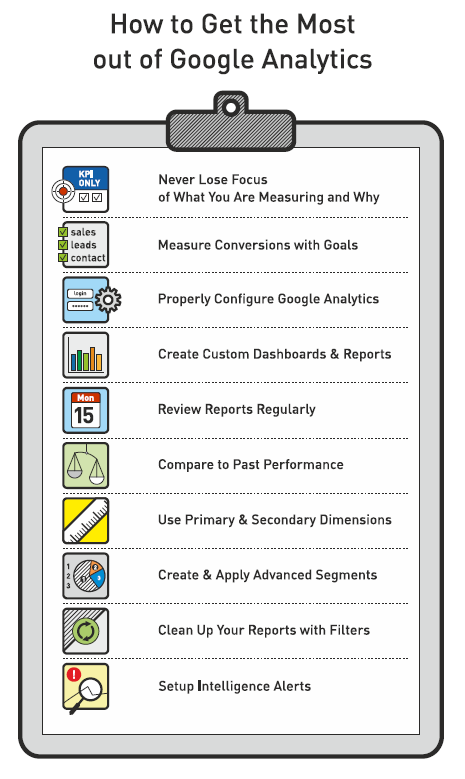 How to Get the Most
out of Google Analytics
KPI
ONLY
Never Lose Focus
of What You Are Measuring and Why
sales
leads
contact
Measure Conversions with Goals
login
••••••
Properly Configure Google Analytics
Create Custom Dashboards & Reports
Mon
15
Review Reports Regularly
Compare to Past Performance
Use Primary & Secondary Dimensions
1
2
3
Create & Apply Advanced Segments
Clean Up Your Reports with Filters
!
Setup Intelligence Alerts